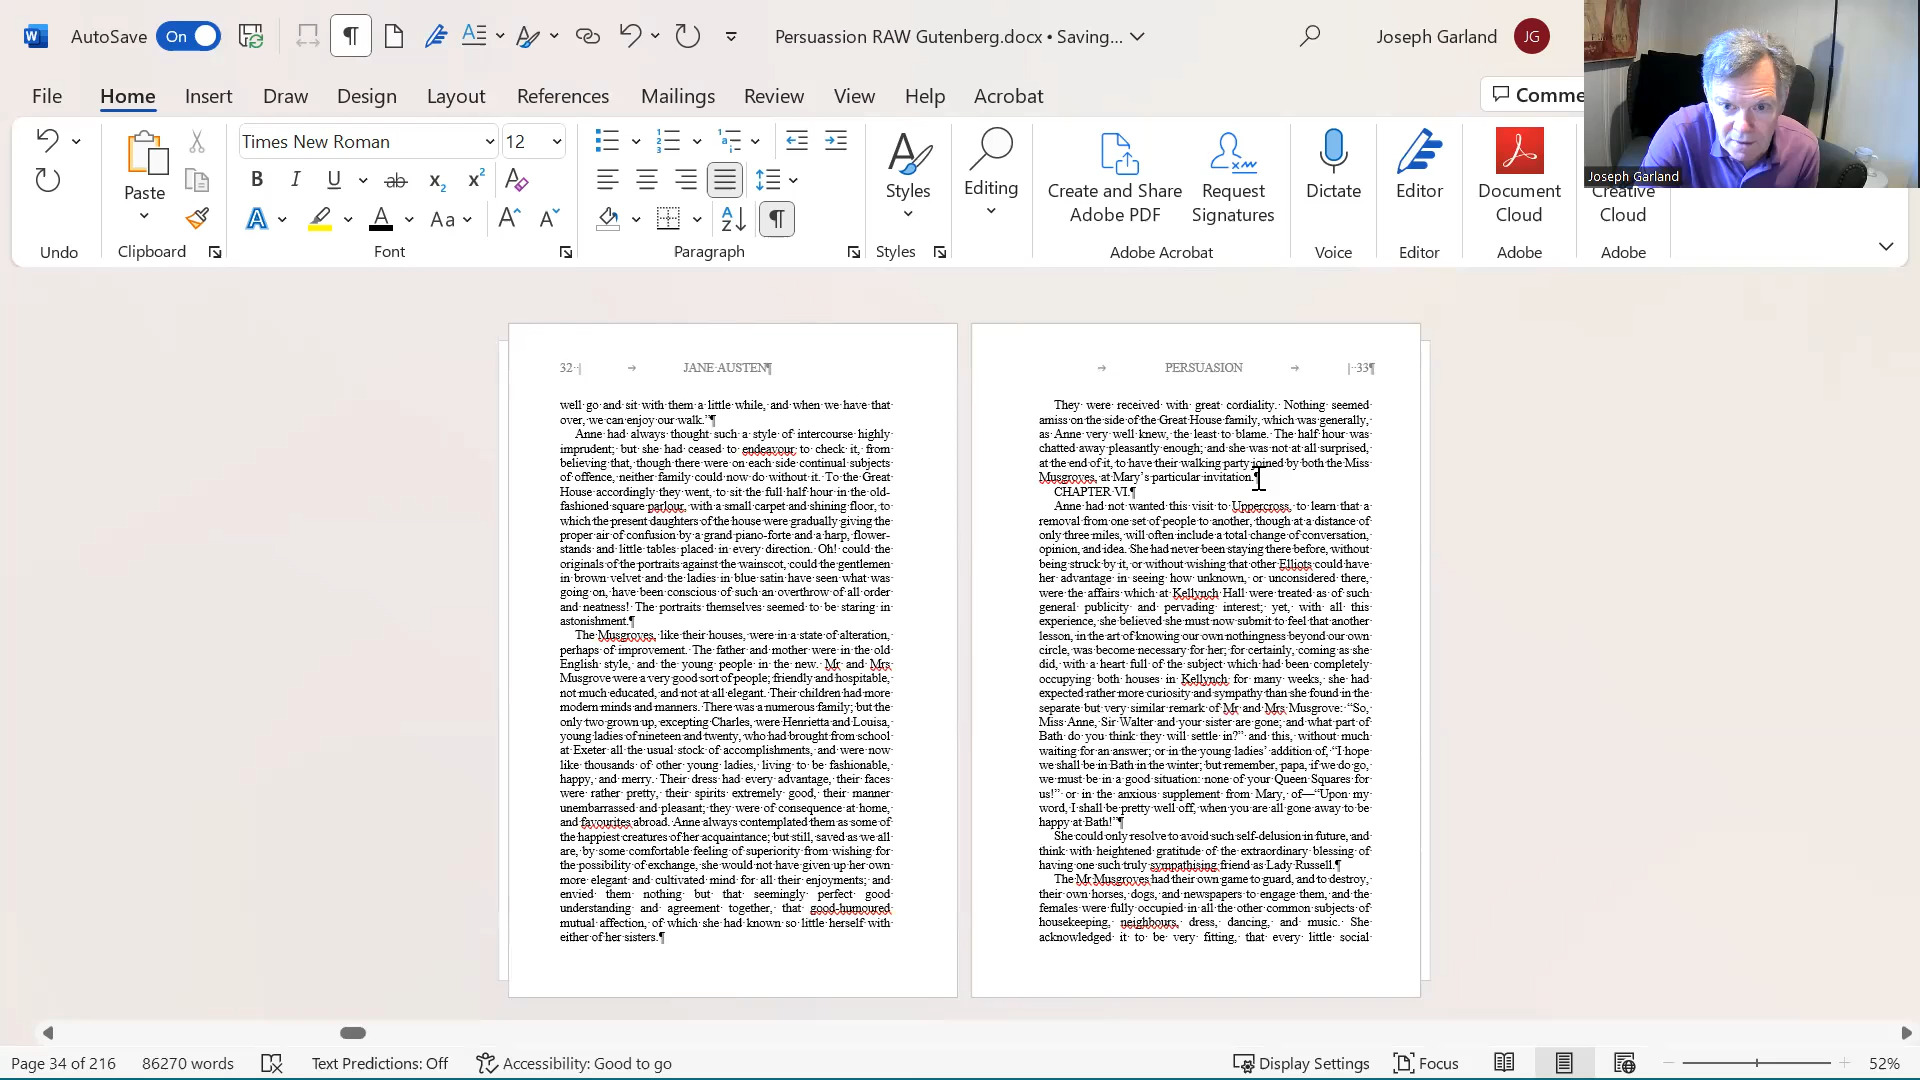 AutoSave On Persuassion RAW Gutenberg.docx • Saving... Joseph Garland JG
File Home Insert Draw Design Layout References Mailings Review View Help Acrobat Comme
Times New Roman 12
Paste Styles Editing Create and Share Adobe PDF Request Signatures Dictate Editor Document Cloud Creative Cloud
Undo Clipboard Font Paragraph Styles Adobe Acrobat Voice Editor Adobe Adobe
Joseph Garland
32 | JANE AUSTEN¶
well go and sit with them a little while, and when we have that
over, we can enjoy our walk.”¶
Anne had always thought such a style of intercourse highly
imprudent; but she had ceased to endeavour to check it, from
believing that, though there were on each side continual subjects
of offence, neither family could now do without it. To the Great
House accordingly they went, to sit the full half hour in the old-
fashioned square parlour, with a small carpet and shining floor, to
which the present daughters of the house were gradually giving the
proper air of confusion by a grand piano-forte and a harp, flower-
stands and little tables placed in every direction. Oh! could the
originals of the portraits against the wainscot, could the gentlemen
in brown velvet and the ladies in blue satin have seen what was
going on, have been conscious of such an overthrow of all order
and neatness! The portraits themselves seemed to be staring in
astonishment.¶
The Musgroves, like their houses, were in a state of alteration,
perhaps of improvement. The father and mother were in the old
English style, and the young people in the new. Mr and Mrs
Musgrove were a very good sort of people; friendly and hospitable,
not much educated, and not at all elegant. Their children had more
modern minds and manners. There was a numerous family; but the
only two grown up, excepting Charles, were Henrietta and Louisa,
young ladies of nineteen and twenty, who had brought from school
at Exeter all the usual stock of accomplishments, and were now
like thousands of other young ladies, living to be fashionable,
happy, and merry. Their dress had every advantage, their faces
were rather pretty, their spirits extremely good, their manner
unembarrassed and pleasant; they were of consequence at home,
and favourites abroad. Anne always contemplated them as some of
the happiest creatures of her acquaintance; but still, saved as we all
are, by some comfortable feeling of superiority from wishing for
the possibility of exchange, she would not have given up her own
more elegant and cultivated mind for all their enjoyments; and
envied them nothing but that seemingly perfect good
understanding and agreement together, that good-humoured
mutual affection, of which she had known so little herself with
either of her sisters.¶
PERSUASION | 33¶
They were received with great cordiality. Nothing seemed
amiss on the side of the Great House family, which was generally,
as Anne very well knew, the least to blame. The half hour was
chatted away pleasantly enough; and she was not at all surprised,
at the end of it, to have their walking party joined by both the Miss
Musgroves, at Mary’s particular invitation.¶
CHAPTER VI.¶
Anne had not wanted this visit to Uppercross, to learn that a
removal from one set of people to another, though at a distance of
only three miles, will often include a total change of conversation,
opinion, and idea. She had never been staying there before, without
being struck by it, or without wishing that other Elliots could have
her advantage in seeing how unknown, or unconsidered there,
were the affairs which at Kellynch Hall were treated as of such
general publicity and pervading interest; yet, with all this
experience, she believed she must now submit to feel that another
lesson, in the art of knowing our own nothingness beyond our own
circle, was become necessary for her; for certainly, coming as she
did, with a heart full of the subject which had been completely
occupying both houses in Kellynch for many weeks, she had
expected rather more curiosity and sympathy than she found in the
separate but very similar remark of Mr and Mrs Musgrove: “So,
Miss Anne, Sir Walter and your sister are gone; and what part of
Bath do you think they will settle in?” and this, without much
waiting for an answer; or in the young ladies’ addition of, “I hope
we shall be in Bath in the winter; but remember, papa, if we do go,
we must be in a good situation: none of your Queen Squares for
us!” or in the anxious supplement from Mary, of—“Upon my
word, I shall be pretty well off, when you are all gone away to be
happy at Bath!”¶
She could only resolve to avoid such self-delusion in future, and
think with heightened gratitude of the extraordinary blessing of
having one such truly sympathising friend as Lady Russell.¶
The Mr Musgroves had their own game to guard, and to destroy,
their own horses, dogs, and newspapers to engage them, and the
females were fully occupied in all the other common subjects of
housekeeping, neighbours, dress, dancing, and music. She
acknowledged it to be very fitting, that every little social
Page 34 of 216 86270 words Text Predictions: Off Accessibility: Good to go Display Settings Focus 52%